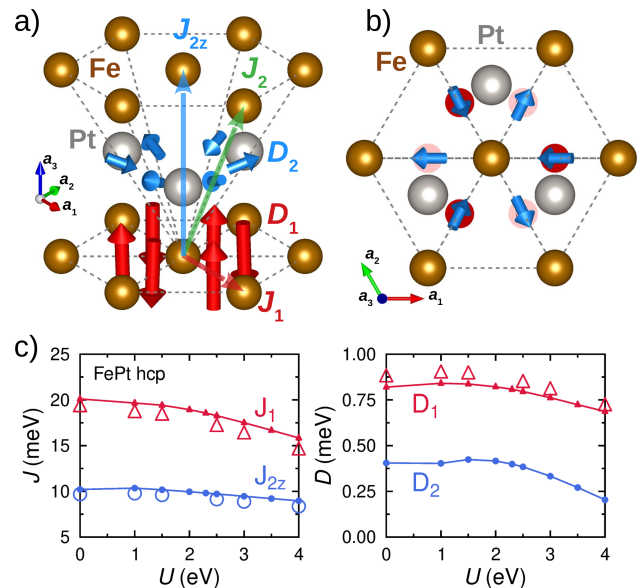 a)
J2z
J2
Fe
Pt
D2
D1
J1
a3
a2
a1
b)
Pt
Fe
a2
a3
a1
c)
25
20
15
10
5
J (meV)
FePt hcp
J1
J2z
0 1 2 3 4
U (eV)
1.00
0.75
0.50
0.25
0.00
D (meV)
D1
D2
0 1 2 3 4
U (eV)